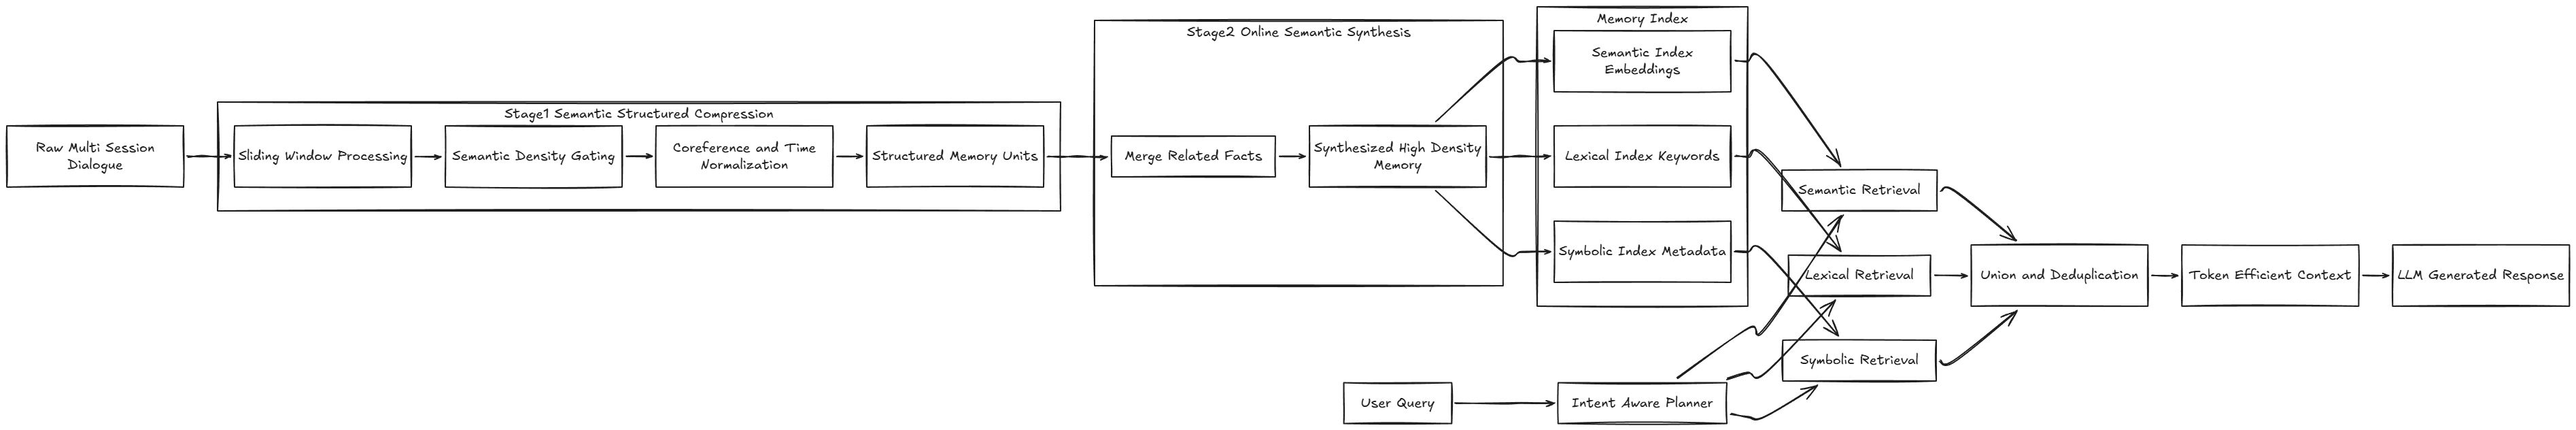 Raw Multi Session
Dialogue
Stage1 Semantic Structured Compression
Sliding Window Processing
Semantic Density Gating
Coreference and Time
Normalization
Structured Memory Units
Stage2 Online Semantic Synthesis
Merge Related Facts
Synthesized High Density
Memory
Memory Index
Semantic Index
Embeddings
Lexical Index Keywords
Symbolic Index Metadata
User Query
Intent Aware Planner
Semantic Retrieval
Lexical Retrieval
Symbolic Retrieval
Union and Deduplication
Token Efficient Context
LLM Generated Response